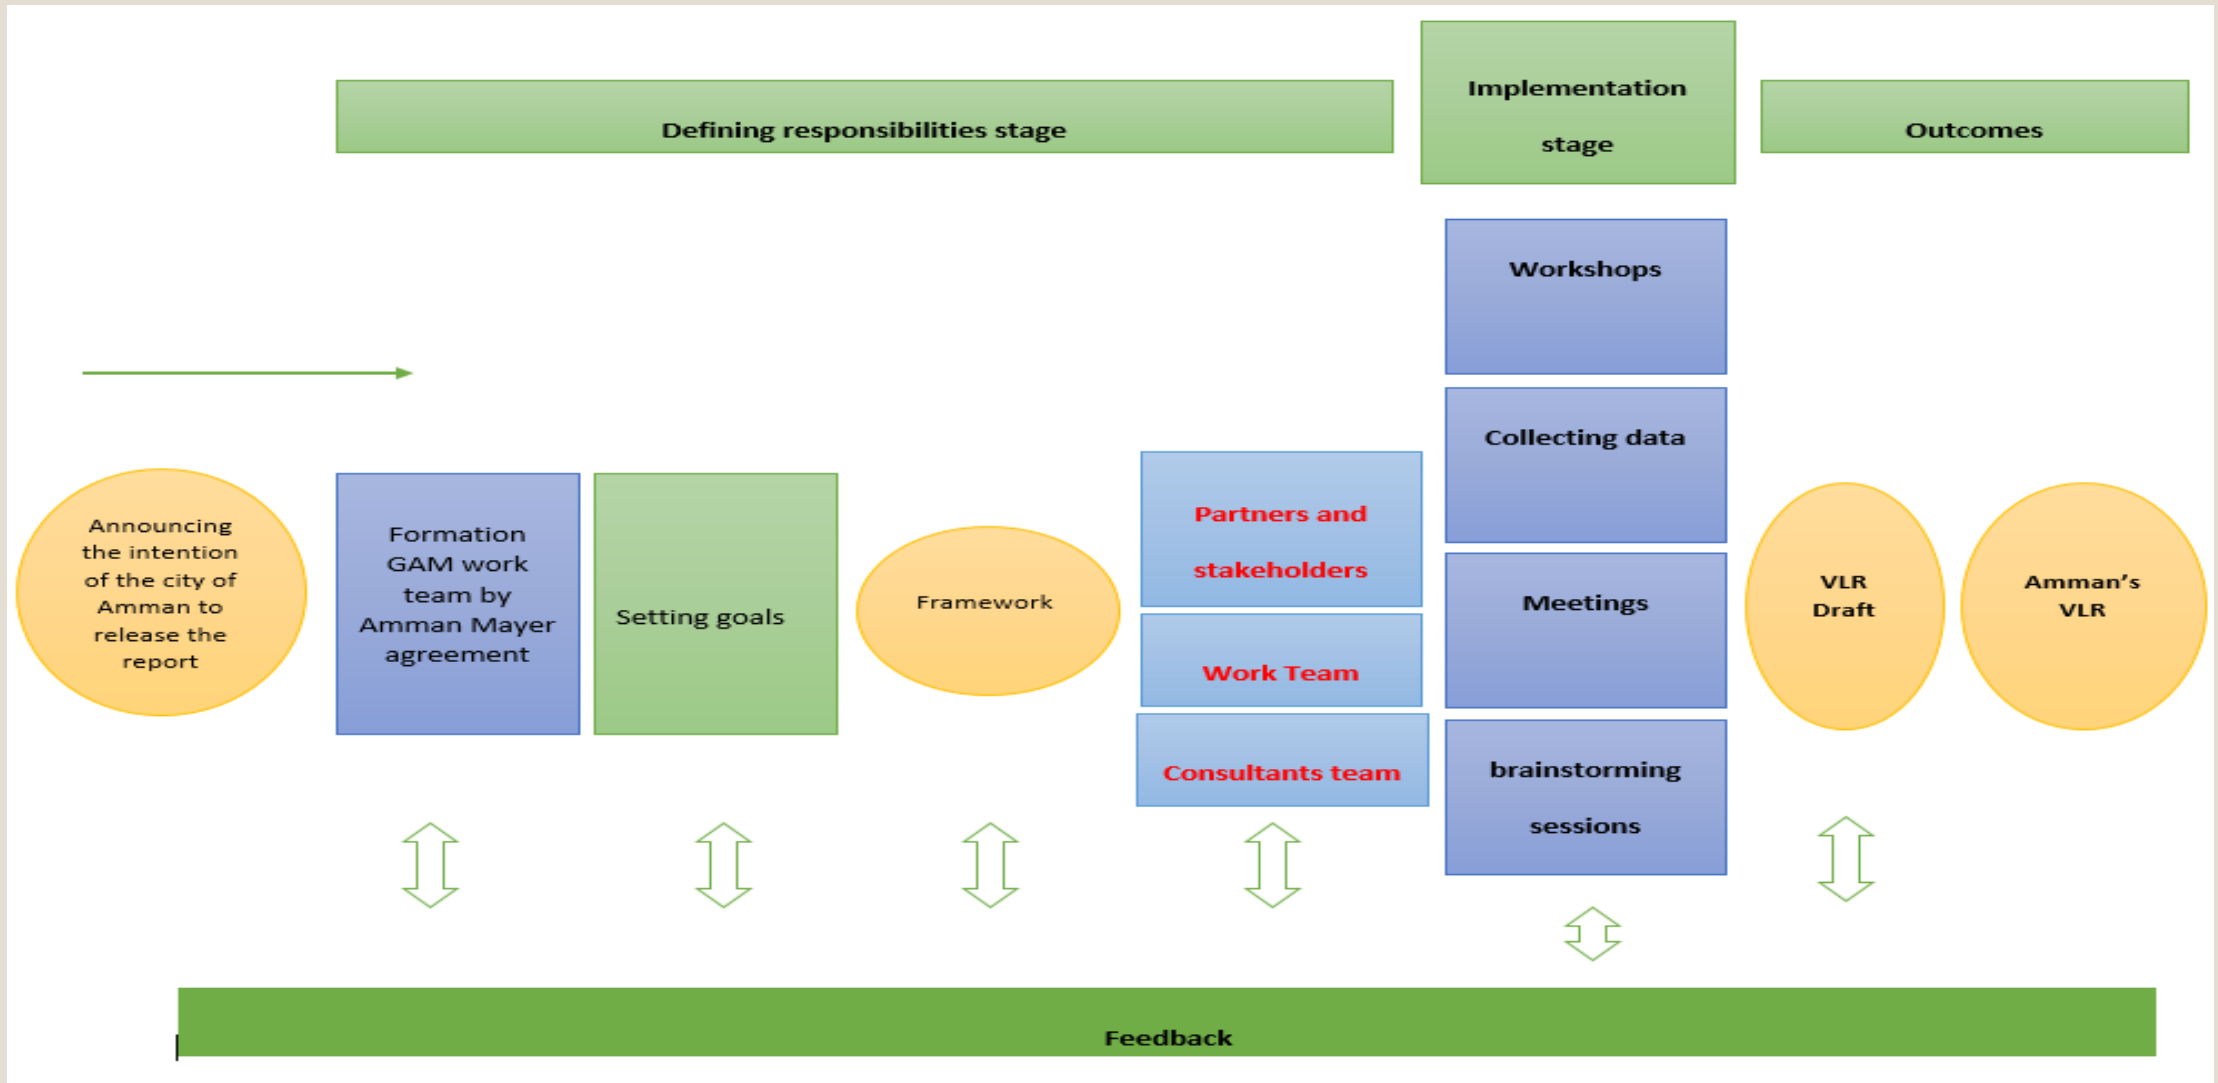 Defining responsibilities stage
Implementation
stage
Outcomes
Announcing
the intention
of the city of
Amman to
release the
report
Formation
GAM work
team by
Amman Mayer
agreement
Setting goals
Framework
Partners and
stakeholders
Work Team
Consultants team
Workshops
Collecting data
Meetings
brainstorming
sessions
VLR
Draft
Amman’s
VLR
Feedback